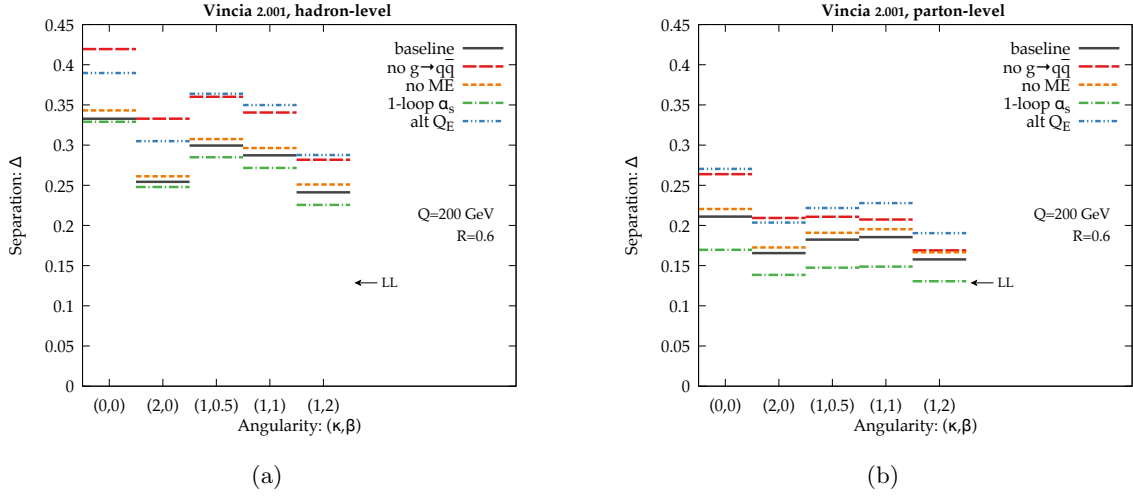 Vincia 2.001, hadron-level
Separation: Δ
0.45
0.4
0.35
0.3
0.25
0.2
0.15
0.1
0.05
0
baseline
no g→qq̅
no ME
1-loop αs
alt QE
Q=200 GeV
R=0.6
LL
(0,0) (2,0) (1,0.5) (1,1) (1,2)
Angularity: (κ,β)
(a)
Vincia 2.001, parton-level
Separation: Δ
0.45
0.4
0.35
0.3
0.25
0.2
0.15
0.1
0.05
0
baseline
no g→qq̅
no ME
1-loop αs
alt QE
Q=200 GeV
R=0.6
LL
(0,0) (2,0) (1,0.5) (1,1) (1,2)
Angularity: (κ,β)
(b)